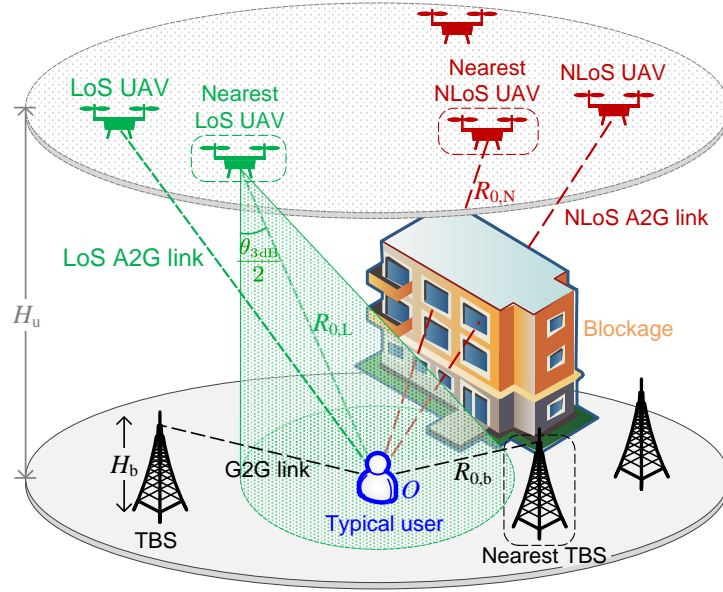 LoS UAV
Nearest
LoS UAV
Nearest
NLoS UAV
NLoS UAV
R₀,N
θ3dB
2
LoS A2G link
NLoS A2G link
Hu
R₀,L
Blockage
Hb
G2G link
R₀,b
O
TBS
Typical user
Nearest TBS